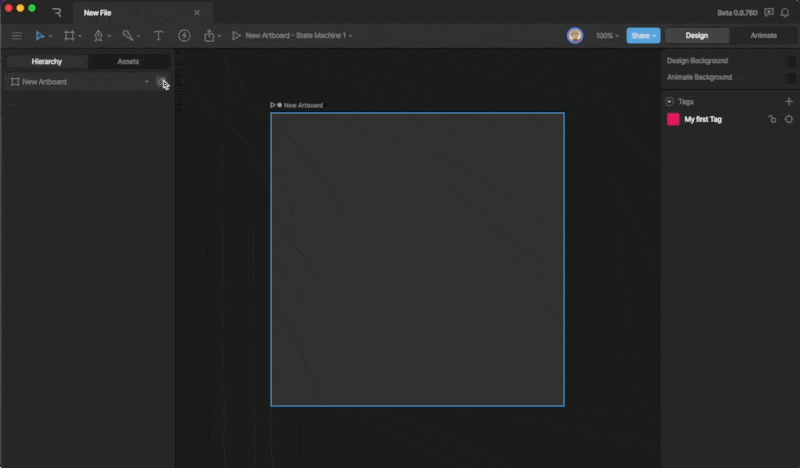 New File
Beta 0.8.780
New Artboard - State Machine 1
100%
Share
Design
Animate
Hierarchy
Assets
Design Background
Animate Background
New Artboard
New Artboard
Tags
My first Tag